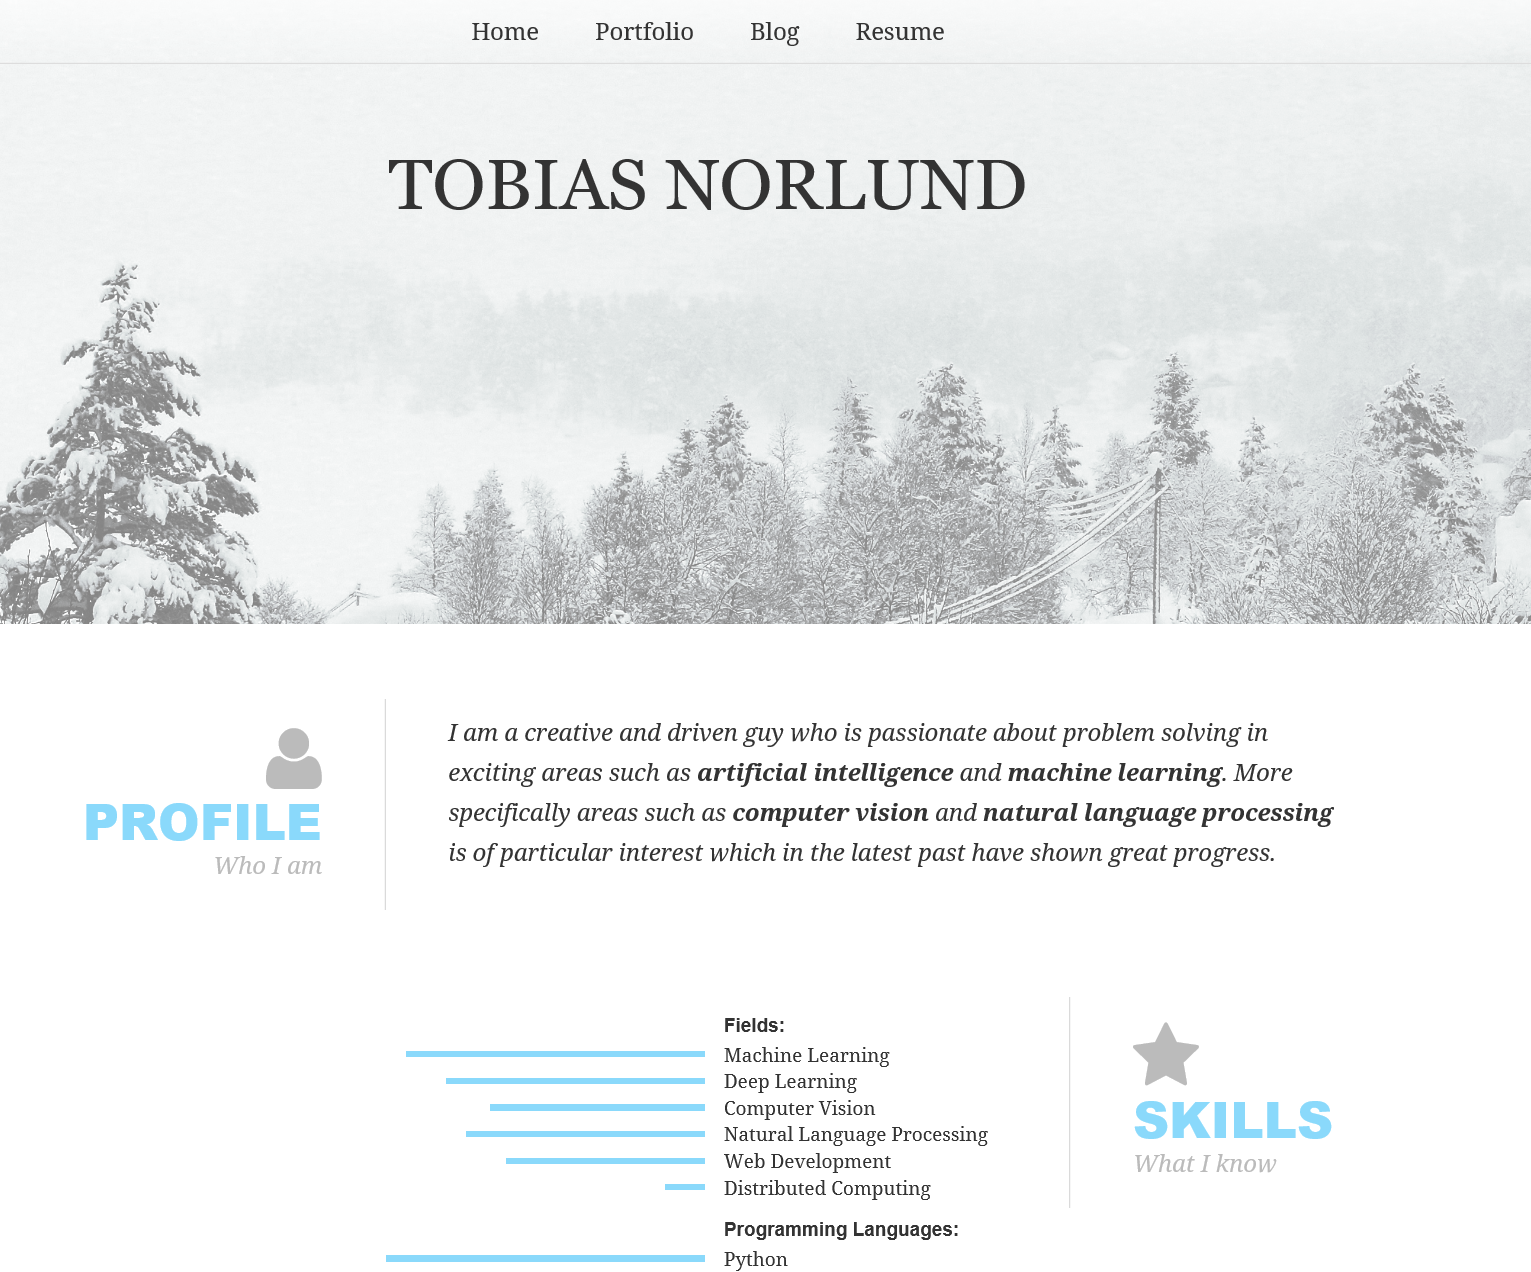 Home Portfolio Blog Resume
TOBIAS NORLUND
PROFILE
Who I am
I am a creative and driven guy who is passionate about problem solving in
exciting areas such as artificial intelligence and machine learning. More
specifically areas such as computer vision and natural language processing
is of particular interest which in the latest past have shown great progress.
SKILLS
What I know
Fields:
Machine Learning
Deep Learning
Computer Vision
Natural Language Processing
Web Development
Distributed Computing
Programming Languages:
Python